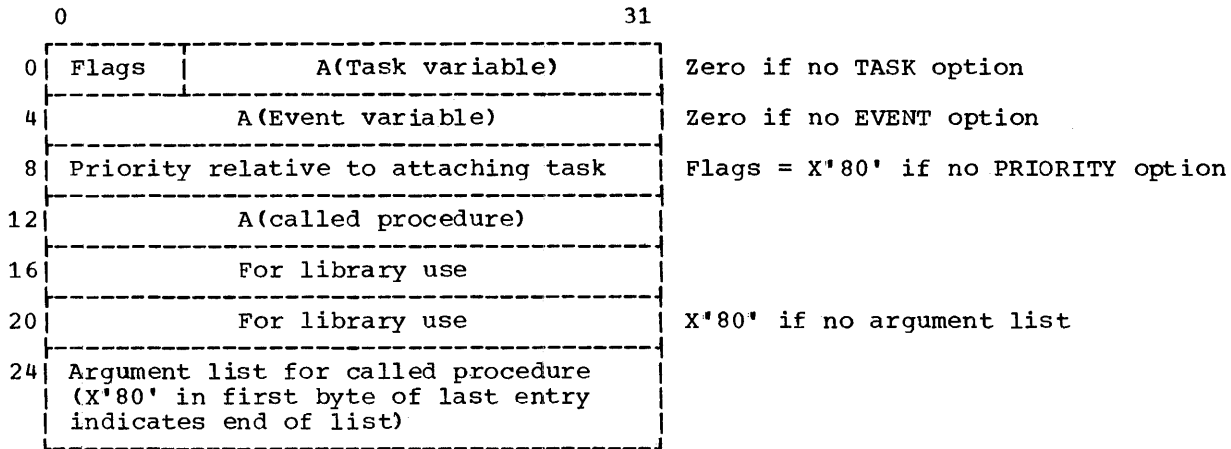 0 31
0 Flags A(Task variable) Zero if no TASK option
4 A(Event variable) Zero if no EVENT option
8 Priority relative to attaching task Flags = X'80' if no PRIORITY option
12 A(called procedure)
16 For library use
20 For library use X'80' if no argument list
24 Argument list for called procedure
(X'80' in first byte of last entry
indicates end of list)